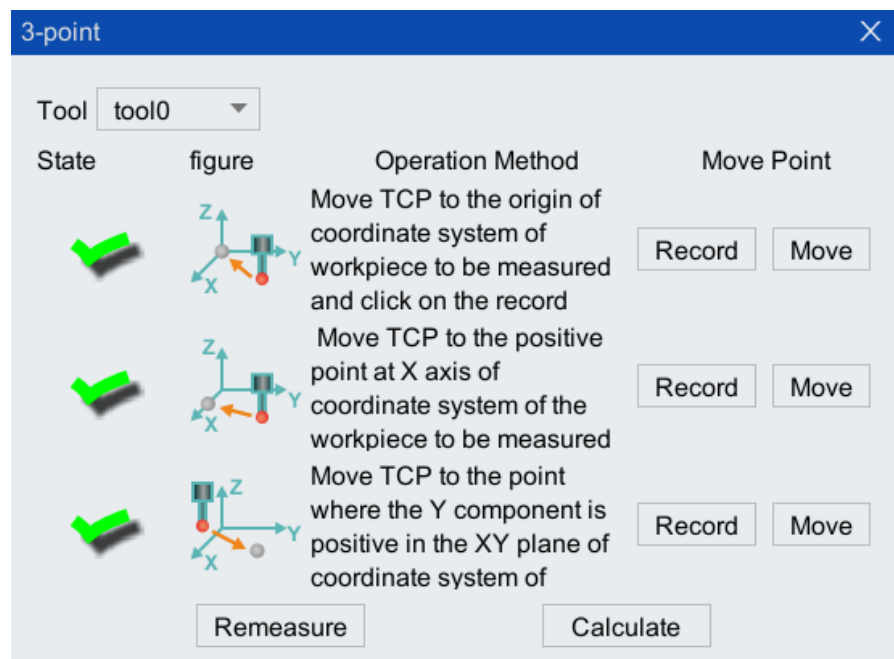 3-point
Tool tool0
State figure Operation Method Move Point
Z
Y
X
Move TCP to the origin of
coordinate system of
workpiece to be measured
and click on the record
Record Move
Z
Y
X
Move TCP to the positive
point at X axis of
coordinate system of the
workpiece to be measured
Record Move
Z
Y
X
Move TCP to the point
where the Y component is
positive in the XY plane of
coordinate system of
Record Move
Remeasure Calculate